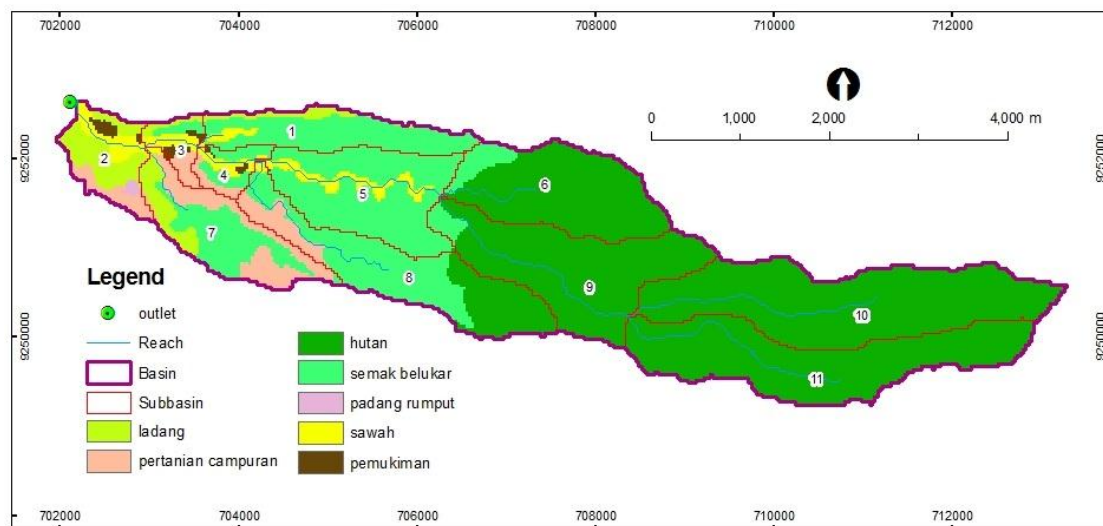 702000 704000 706000 708000 710000 712000
0 1,000 2,000 4,000 m
9252000 9252000
1
2
3
4
5
6
7
8
9
10
11
9250000 9250000
Legend
outlet
Reach
Basin
Subbasin
ladang
pertanian campuran
hutan
semak belukar
padang rumput
sawah
pemukiman
702000 704000 706000 708000 710000 712000